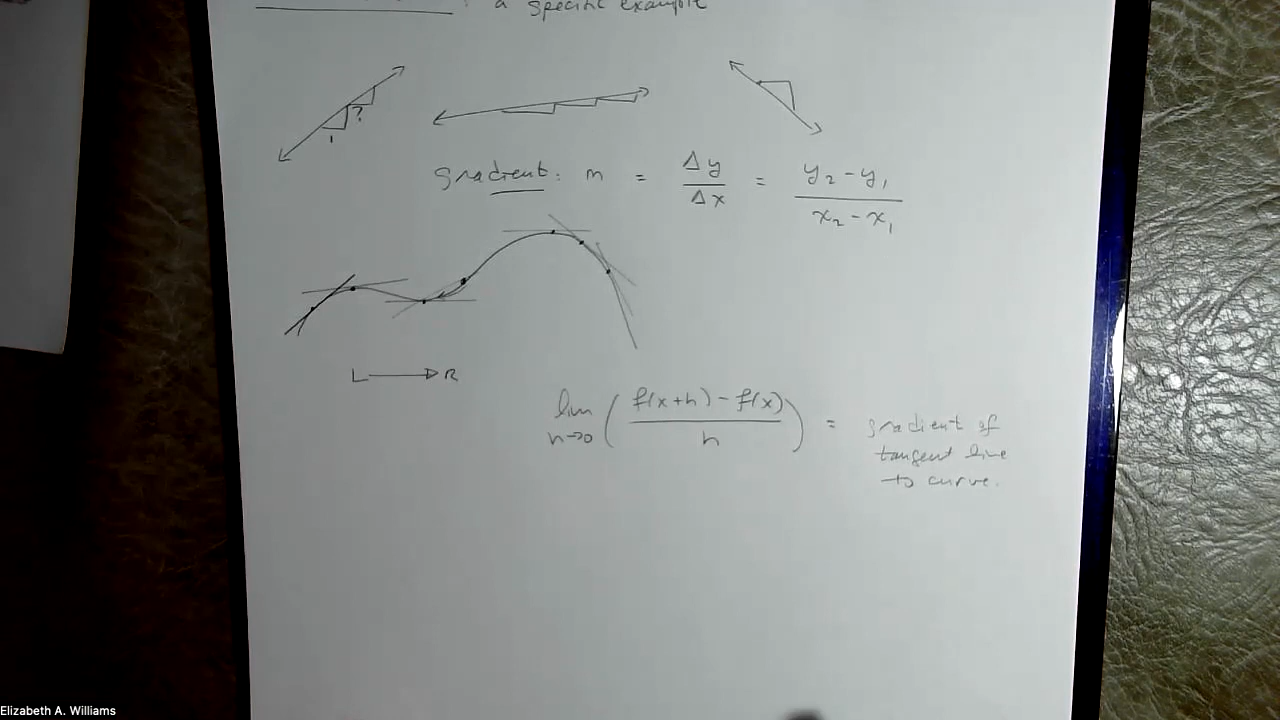 : a specific example
?
1
gradient: m = Δy/Δx = (y₂ - y₁)/(x₂ - x₁)
L → R
lim h→0 ( (f(x+h) - f(x))/h ) = gradient of
tangent line
to curve.
Elizabeth A. Williams